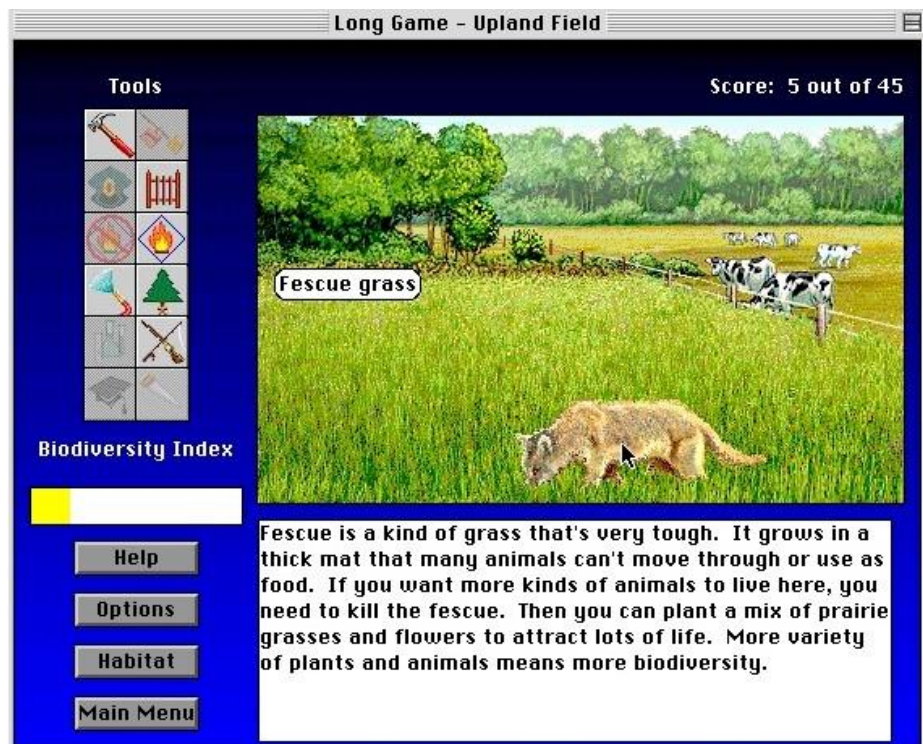 Long Game - Upland Field
Tools
Score: 5 out of 45
Fescue grass
Biodiversity Index
Help
Options
Habitat
Main Menu
Fescue is a kind of grass that's very tough. It grows in a
thick mat that many animals can't move through or use as
food. If you want more kinds of animals to live here, you
need to kill the fescue. Then you can plant a mix of prairie
grasses and flowers to attract lots of life. More variety
of plants and animals means more biodiversity.